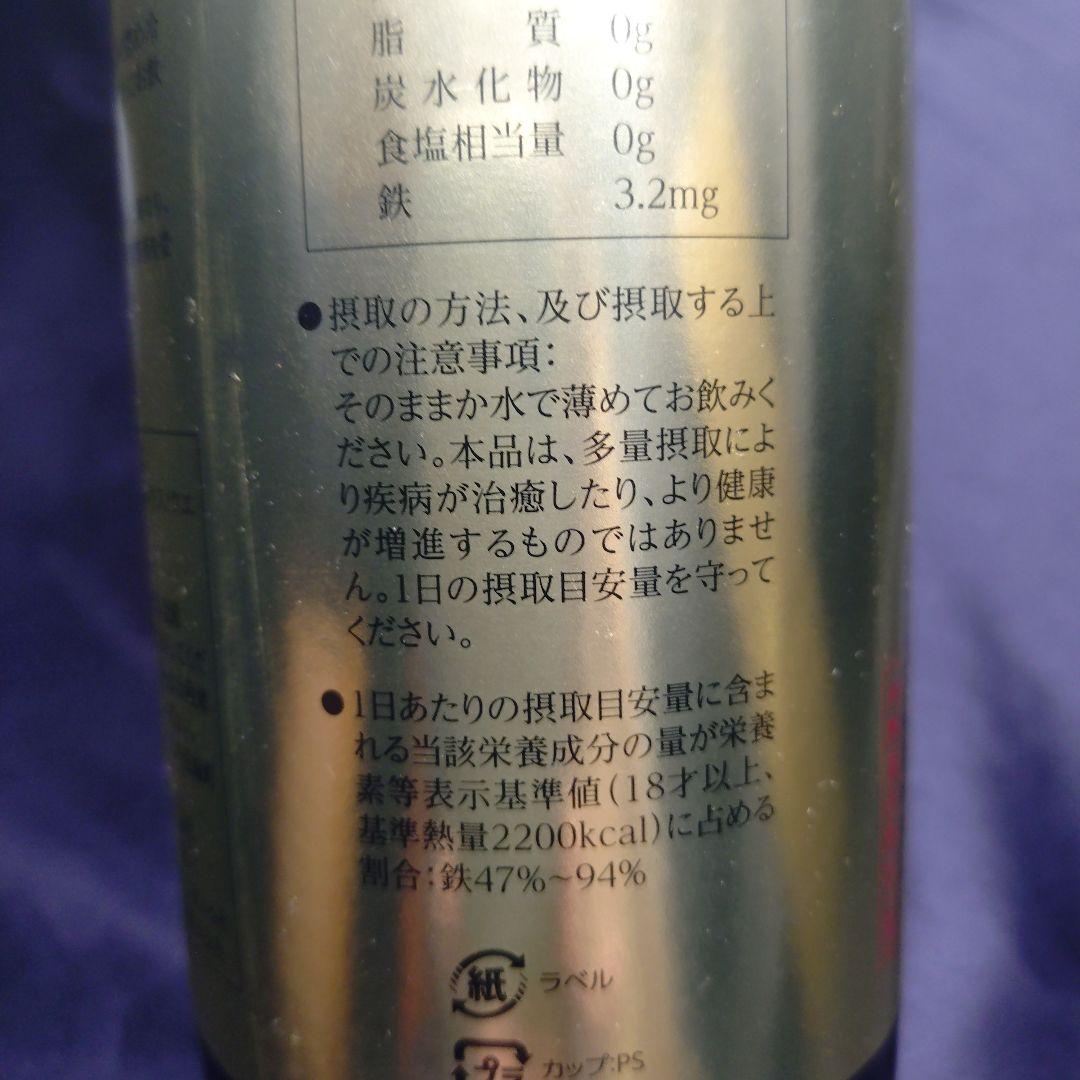 脂質 0g
炭水化物 0g
食塩相当量 0g
鉄 3.2mg
●摂取の方法、及び摂取する上
での注意事項：
そのままか水で薄めてお飲みく
ださい。本品は、多量摂取によ
り疾病が治癒したり、より健康
が増進するものではありませ
ん。1日の摂取目安量を守って
ください。
●1日あたりの摂取目安量に含ま
れる当該栄養成分の量が栄養
素等表示基準値(18才以上、
基準熱量2200kcal)に占める
割合：鉄47%~94%
紙 ラベル
プラ カップ:PS